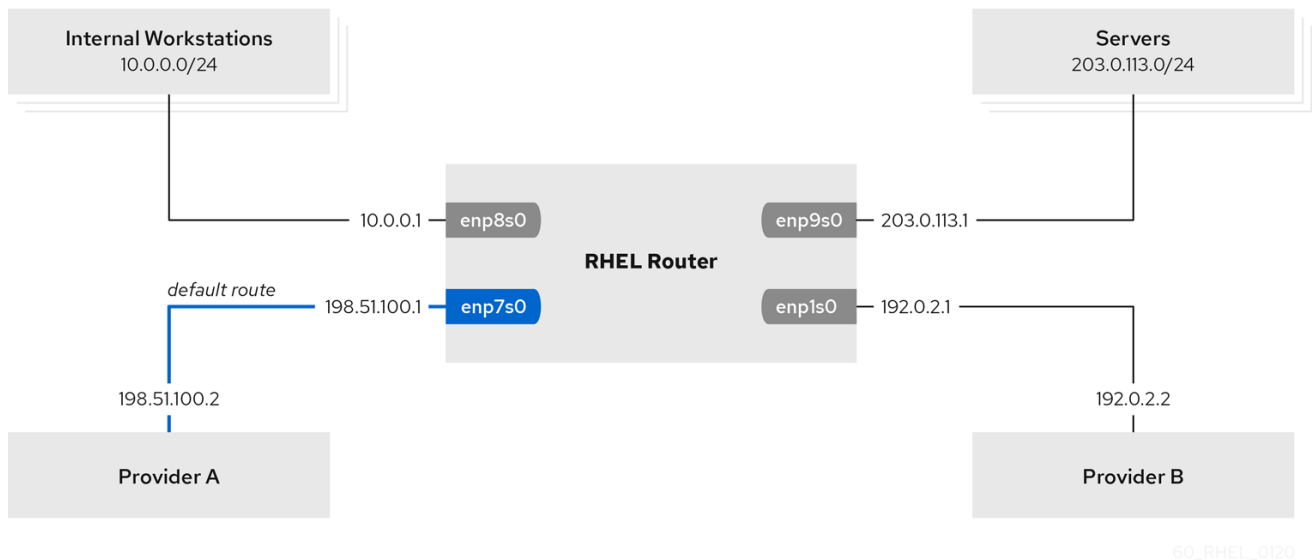 Internal Workstations
10.0.0.0/24
Servers
203.0.113.0/24
10.0.0.1
enp8s0
enp9s0
203.0.113.1
RHEL Router
default route
198.51.100.1
enp7s0
enp1s0
192.0.2.1
198.51.100.2
192.0.2.2
Provider A
Provider B
60_RHEL_0120